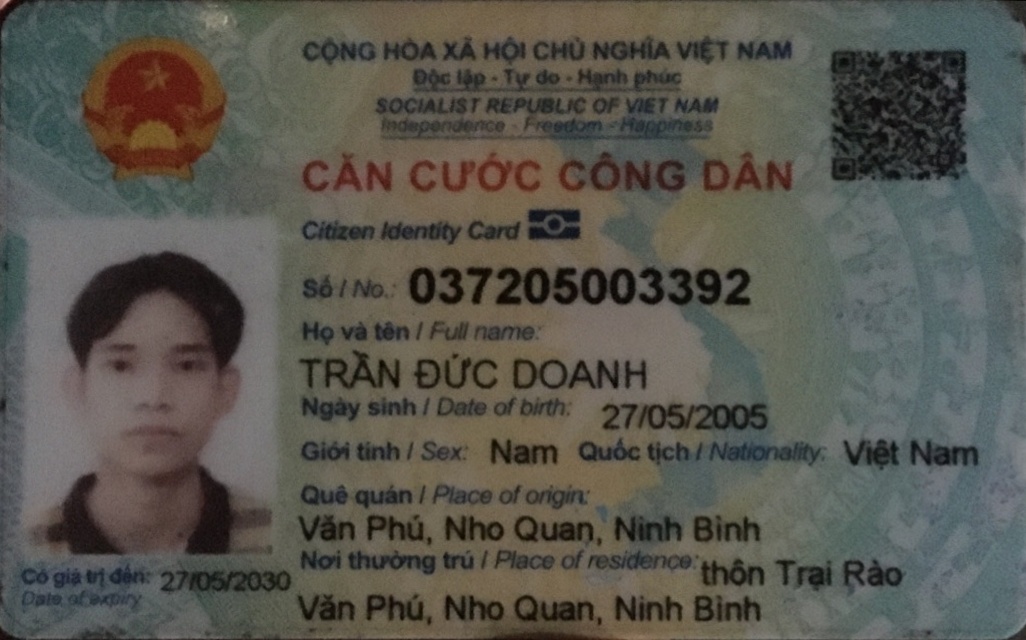 CỘNG HÒA XÃ HỘI CHỦ NGHĨA VIỆT NAM
Độc lập - Tự do - Hạnh phúc
SOCIALIST REPUBLIC OF VIET NAM
Independence - Freedom - Happiness
CĂN CƯỚC CÔNG DÂN
Citizen Identity Card
Số / No.: 037205003392
Họ và tên / Full name:
TRẦN ĐỨC DOANH
Ngày sinh / Date of birth: 27/05/2005
Giới tính / Sex: Nam Quốc tịch / Nationality: Việt Nam
Quê quán / Place of origin:
Văn Phú, Nho Quan, Ninh Bình
Nơi thường trú / Place of residence: thôn Trại Rào
Văn Phú, Nho Quan, Ninh Bình
Có giá trị đến: 27/05/2030
Date of expiry